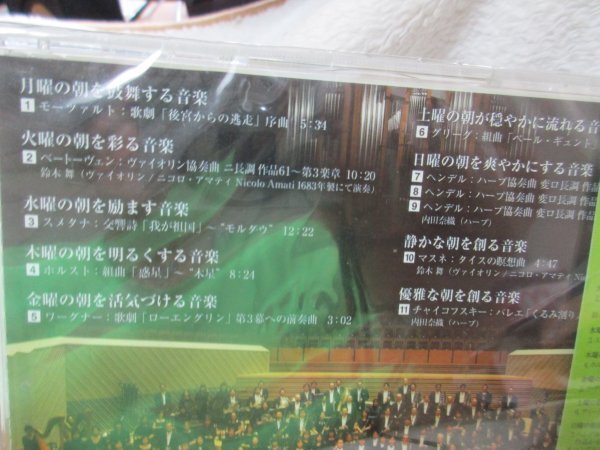 月曜の朝を鼓舞する音楽
1 モーツァルト：歌劇「後宮からの逃走」序曲 5:34
火曜の朝を彩る音楽
2 ベートーヴェン：ヴァイオリン協奏曲 ニ長調 作品61〜第3楽章 10:20
鈴木 舞（ヴァイオリン／ニコロ・アマティ Nicolo Amati 1683年製にて演奏）
水曜の朝を励ます音楽
3 スメタナ：交響詩「我が祖国」〜“モルダウ” 12:22
木曜の朝を明るくする音楽
4 ホルスト：組曲「惑星」〜“木星” 8:24
金曜の朝を活気づける音楽
5 ワーグナー：歌劇「ローエングリン」第3幕への前奏曲 3:02
土曜の朝が穏やかに流れる音
6 グリーグ：組曲「ペール・ギュント
日曜の朝を爽やかにする音楽
7 ヘンデル：ハープ協奏曲 変ロ長調 作品
8 ヘンデル：ハープ協奏曲 変ロ長調 作品
9 ヘンデル：ハープ協奏曲 変ロ長調 作品
内田奈織（ハープ）
静かな朝を創る音楽
10 マスネ：タイスの瞑想曲 4:47
鈴木 舞（ヴァイオリン／ニコロ・アマティ Nic
優雅な朝を創る音楽
11 チャイコフスキー：バレエ「くるみ割り
内田奈織（ハープ）